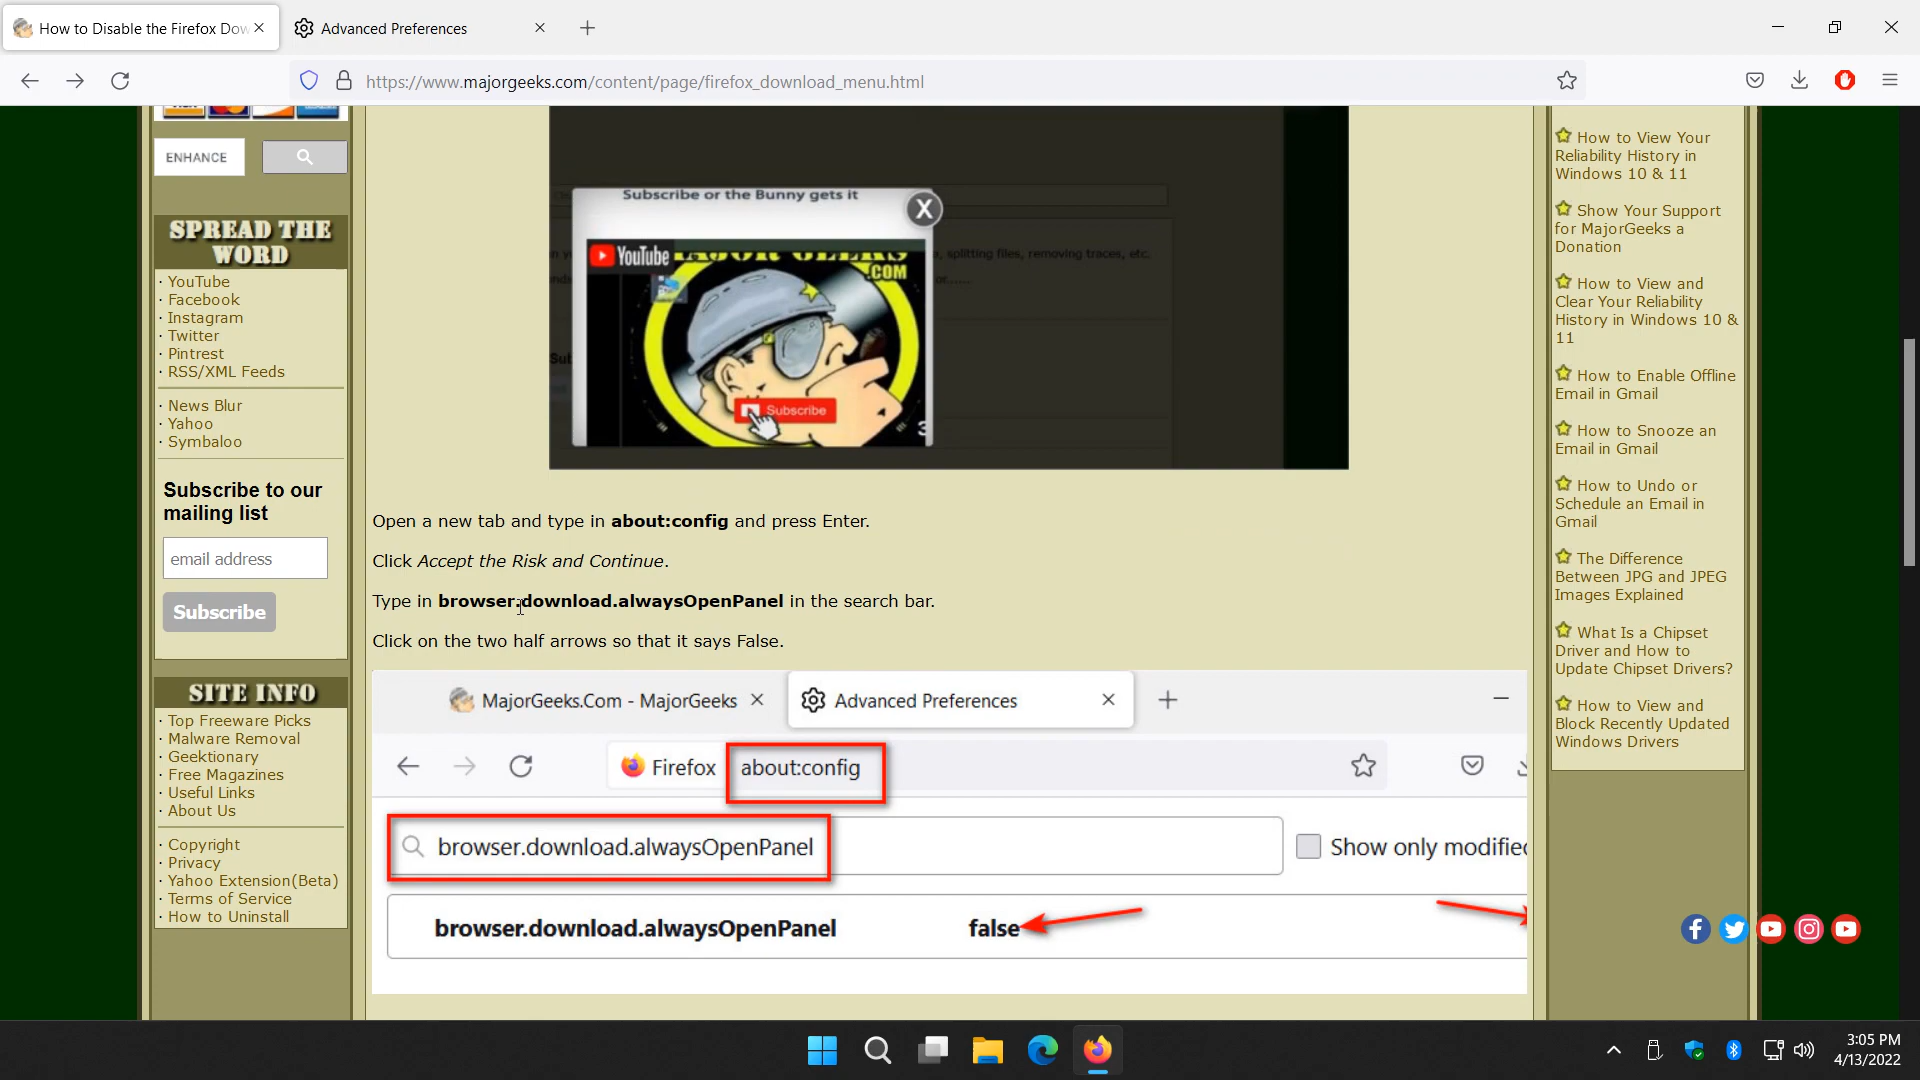 How to Disable the Firefox Dow
Advanced Preferences
https://www.majorgeeks.com/content/page/firefox_download_menu.html
ENHANCE
SPREAD THE
WORD
· YouTube
· Facebook
· Instagram
· Twitter
· Pintrest
· RSS/XML Feeds
· News Blur
· Yahoo
· Symbaloo
Subscribe to our
mailing list
email address
Subscribe
SITE INFO
· Top Freeware Picks
· Malware Removal
· Geektionary
· Free Magazines
· Useful Links
· About Us
· Copyright
· Privacy
· Yahoo Extension(Beta)
· Terms of Service
· How to Uninstall
Subscribe or the Bunny gets it
X
YouTube
MAJOR GEEKS
.COM
Subscribe
, splitting files, removing traces, etc.
or......
Open a new tab and type in about:config and press Enter.
Click Accept the Risk and Continue.
Type in browser.download.alwaysOpenPanel in the search bar.
Click on the two half arrows so that it says False.
MajorGeeks.Com - MajorGeeks
Advanced Preferences
Firefox
about:config
browser.download.alwaysOpenPanel
Show only modified
browser.download.alwaysOpenPanel false
How to View Your
Reliability History in
Windows 10 & 11
Show Your Support
for MajorGeeks a
Donation
How to View and
Clear Your Reliability
History in Windows 10 &
11
How to Enable Offline
Email in Gmail
How to Snooze an
Email in Gmail
How to Undo or
Schedule an Email in
Gmail
The Difference
Between JPG and JPEG
Images Explained
What Is a Chipset
Driver and How to
Update Chipset Drivers?
How to View and
Block Recently Updated
Windows Drivers
3:05 PM
4/13/2022